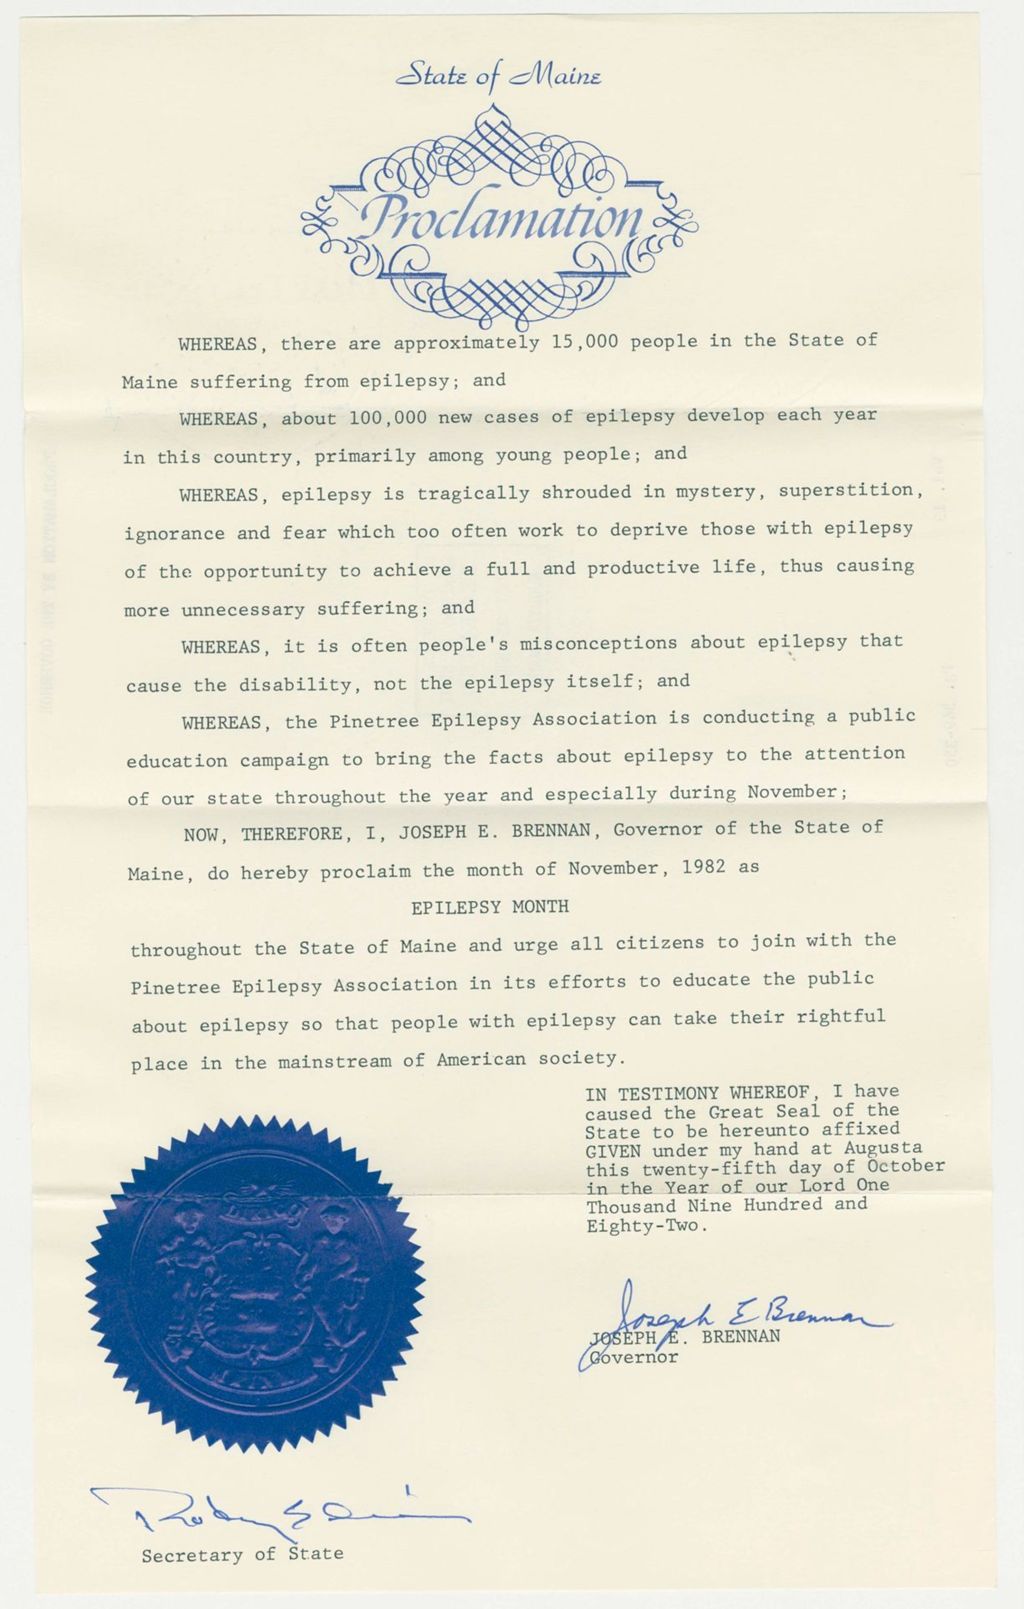 State of Maine
Proclamation
WHEREAS, there are approximately 15,000 people in the State of
Maine suffering from epilepsy; and
WHEREAS, about 100,000 new cases of epilepsy develop each year
in this country, primarily among young people; and
WHEREAS, epilepsy is tragically shrouded in mystery, superstition,
ignorance and fear which too often work to deprive those with epilepsy
of the opportunity to achieve a full and productive life, thus causing
more unnecessary suffering; and
WHEREAS, it is often people's misconceptions about epilepsy that
cause the disability, not the epilepsy itself; and
WHEREAS, the Pinetree Epilepsy Association is conducting a public
education campaign to bring the facts about epilepsy to the attention
of our state throughout the year and especially during November;
NOW, THEREFORE, I, JOSEPH E. BRENNAN, Governor of the State of
Maine, do hereby proclaim the month of November, 1982 as
EPILEPSY MONTH
throughout the State of Maine and urge all citizens to join with the
Pinetree Epilepsy Association in its efforts to educate the public
about epilepsy so that people with epilepsy can take their rightful
place in the mainstream of American society.
IN TESTIMONY WHEREOF, I have
caused the Great Seal of the
State to be hereunto affixed
GIVEN under my hand at Augusta
this twenty-fifth day of October
in the Year of our Lord One
Thousand Nine Hundred and
Eighty-Two.
Joseph E Brennan
JOSEPH E. BRENNAN
Governor
Secretary of State